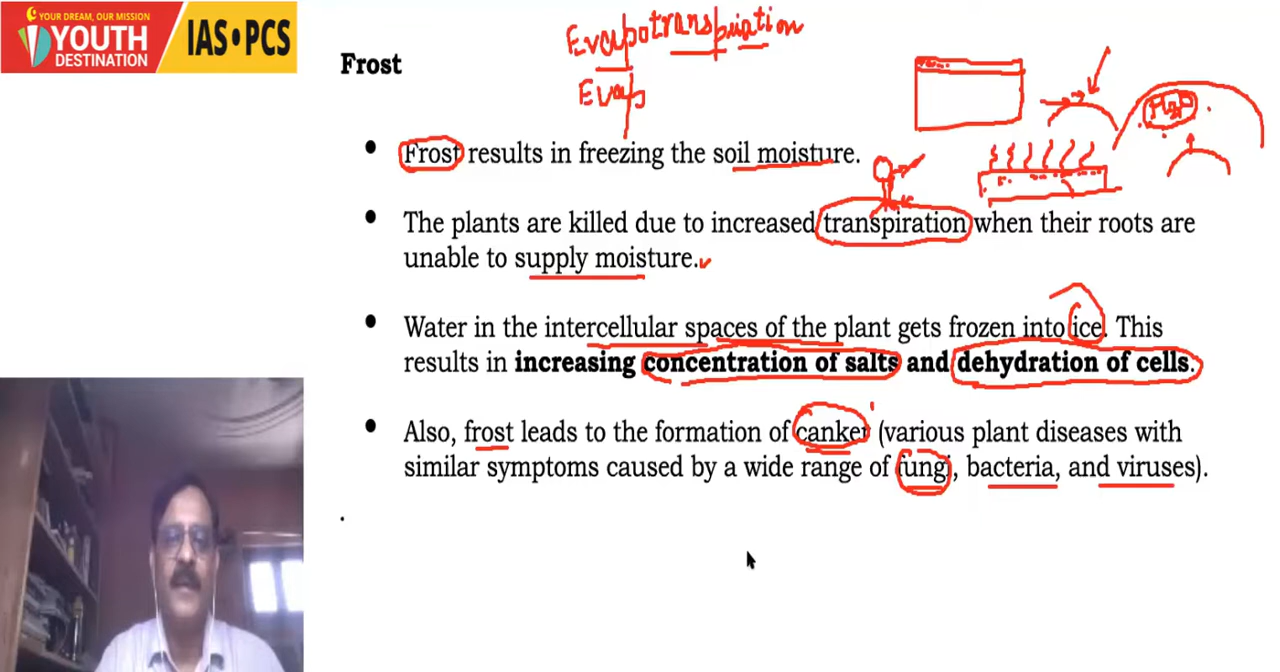 YOUR DREAM, OUR MISSION
YOUTH
DESTINATION
IAS•PCS
Evapotranspiration
Evap
Frost
H2O
• Frost results in freezing the soil moisture.
• The plants are killed due to increased transpiration when their roots are
unable to supply moisture.
• Water in the intercellular spaces of the plant gets frozen into ice. This
results in increasing concentration of salts and dehydration of cells.
• Also, frost leads to the formation of canker (various plant diseases with
similar symptoms caused by a wide range of fungi, bacteria, and viruses).
.